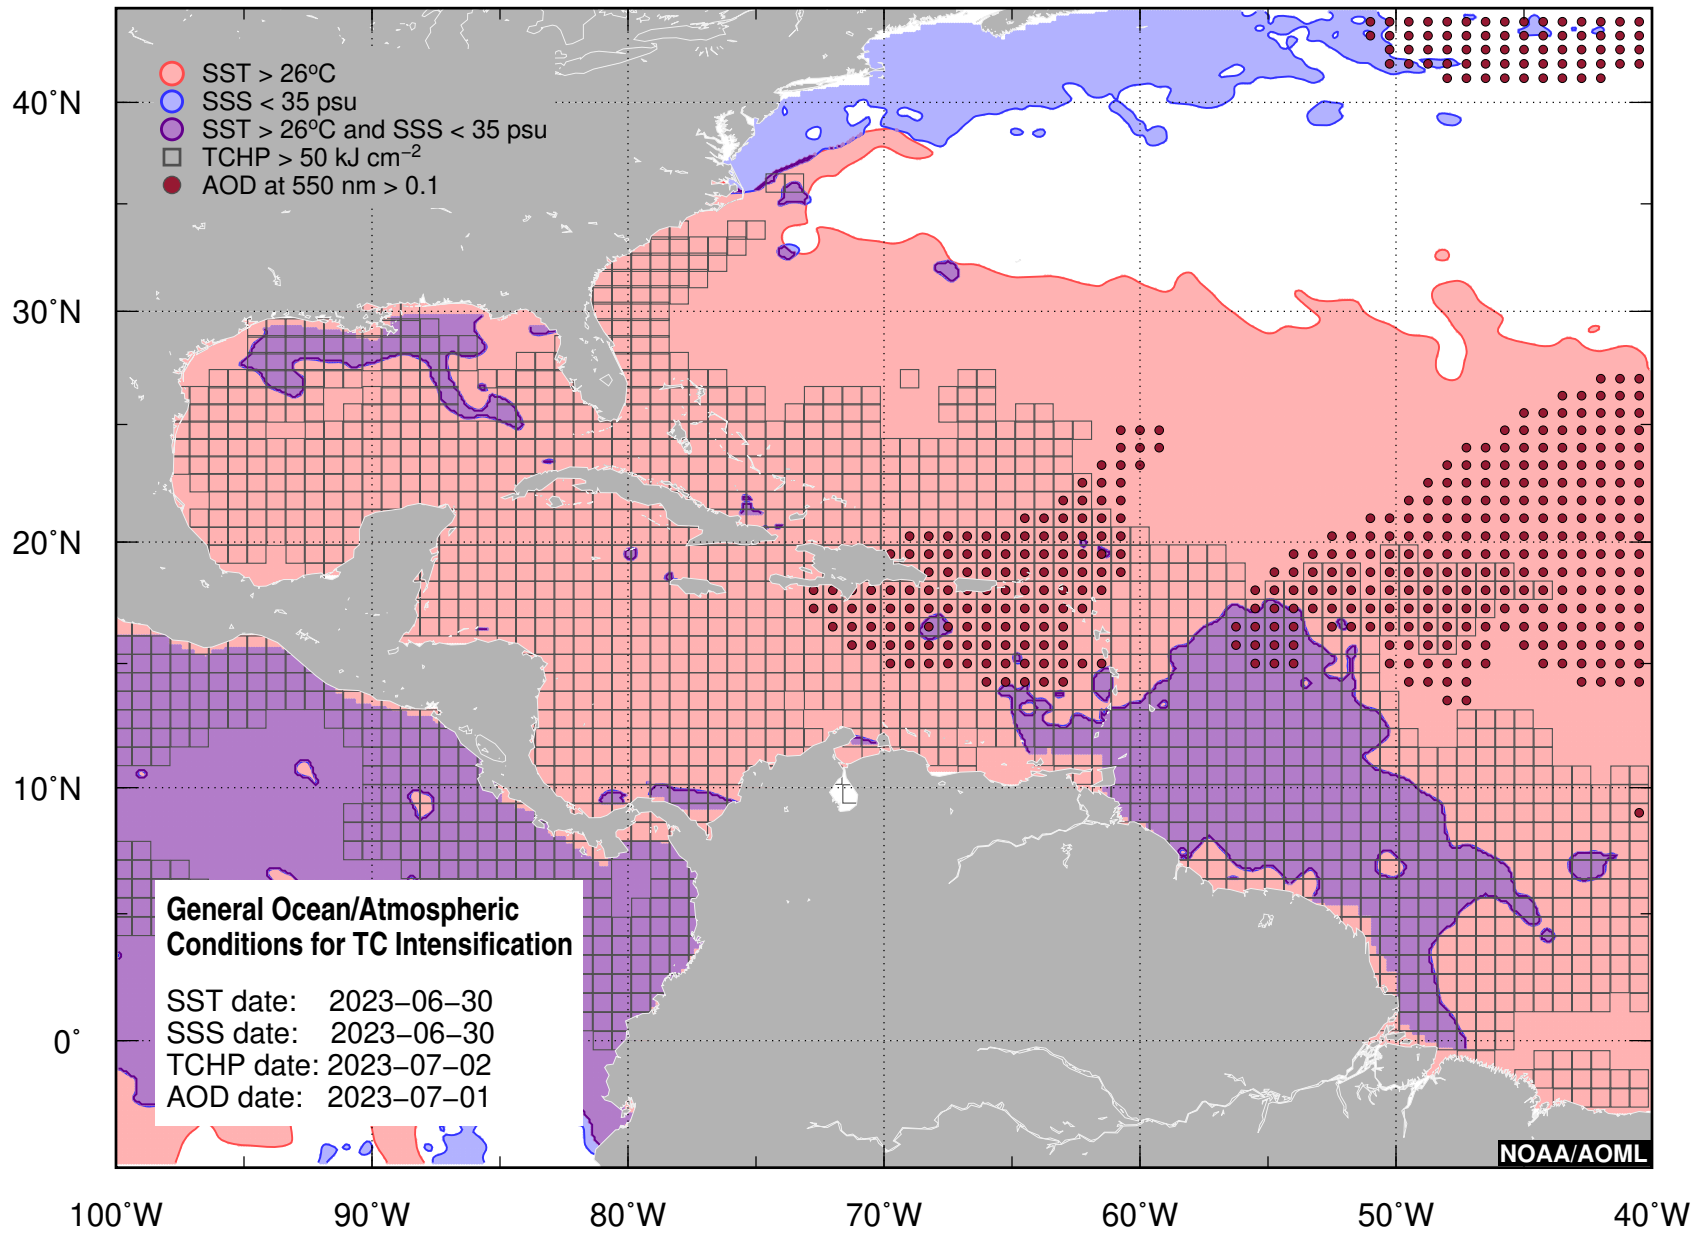 SST > 26ºC
SSS < 35 psu
SST > 26ºC and SSS < 35 psu
TCHP > 50 kJ cm−2
AOD at 550 nm > 0.1
40˚N
30˚N
20˚N
10˚N
0˚
General Ocean/Atmospheric
Conditions for TC Intensification
SST date: 2023−06−30
SSS date: 2023−06−30
TCHP date: 2023−07−02
AOD date: 2023−07−01
NOAA/AOML
100˚W 90˚W 80˚W 70˚W 60˚W 50˚W 40˚W